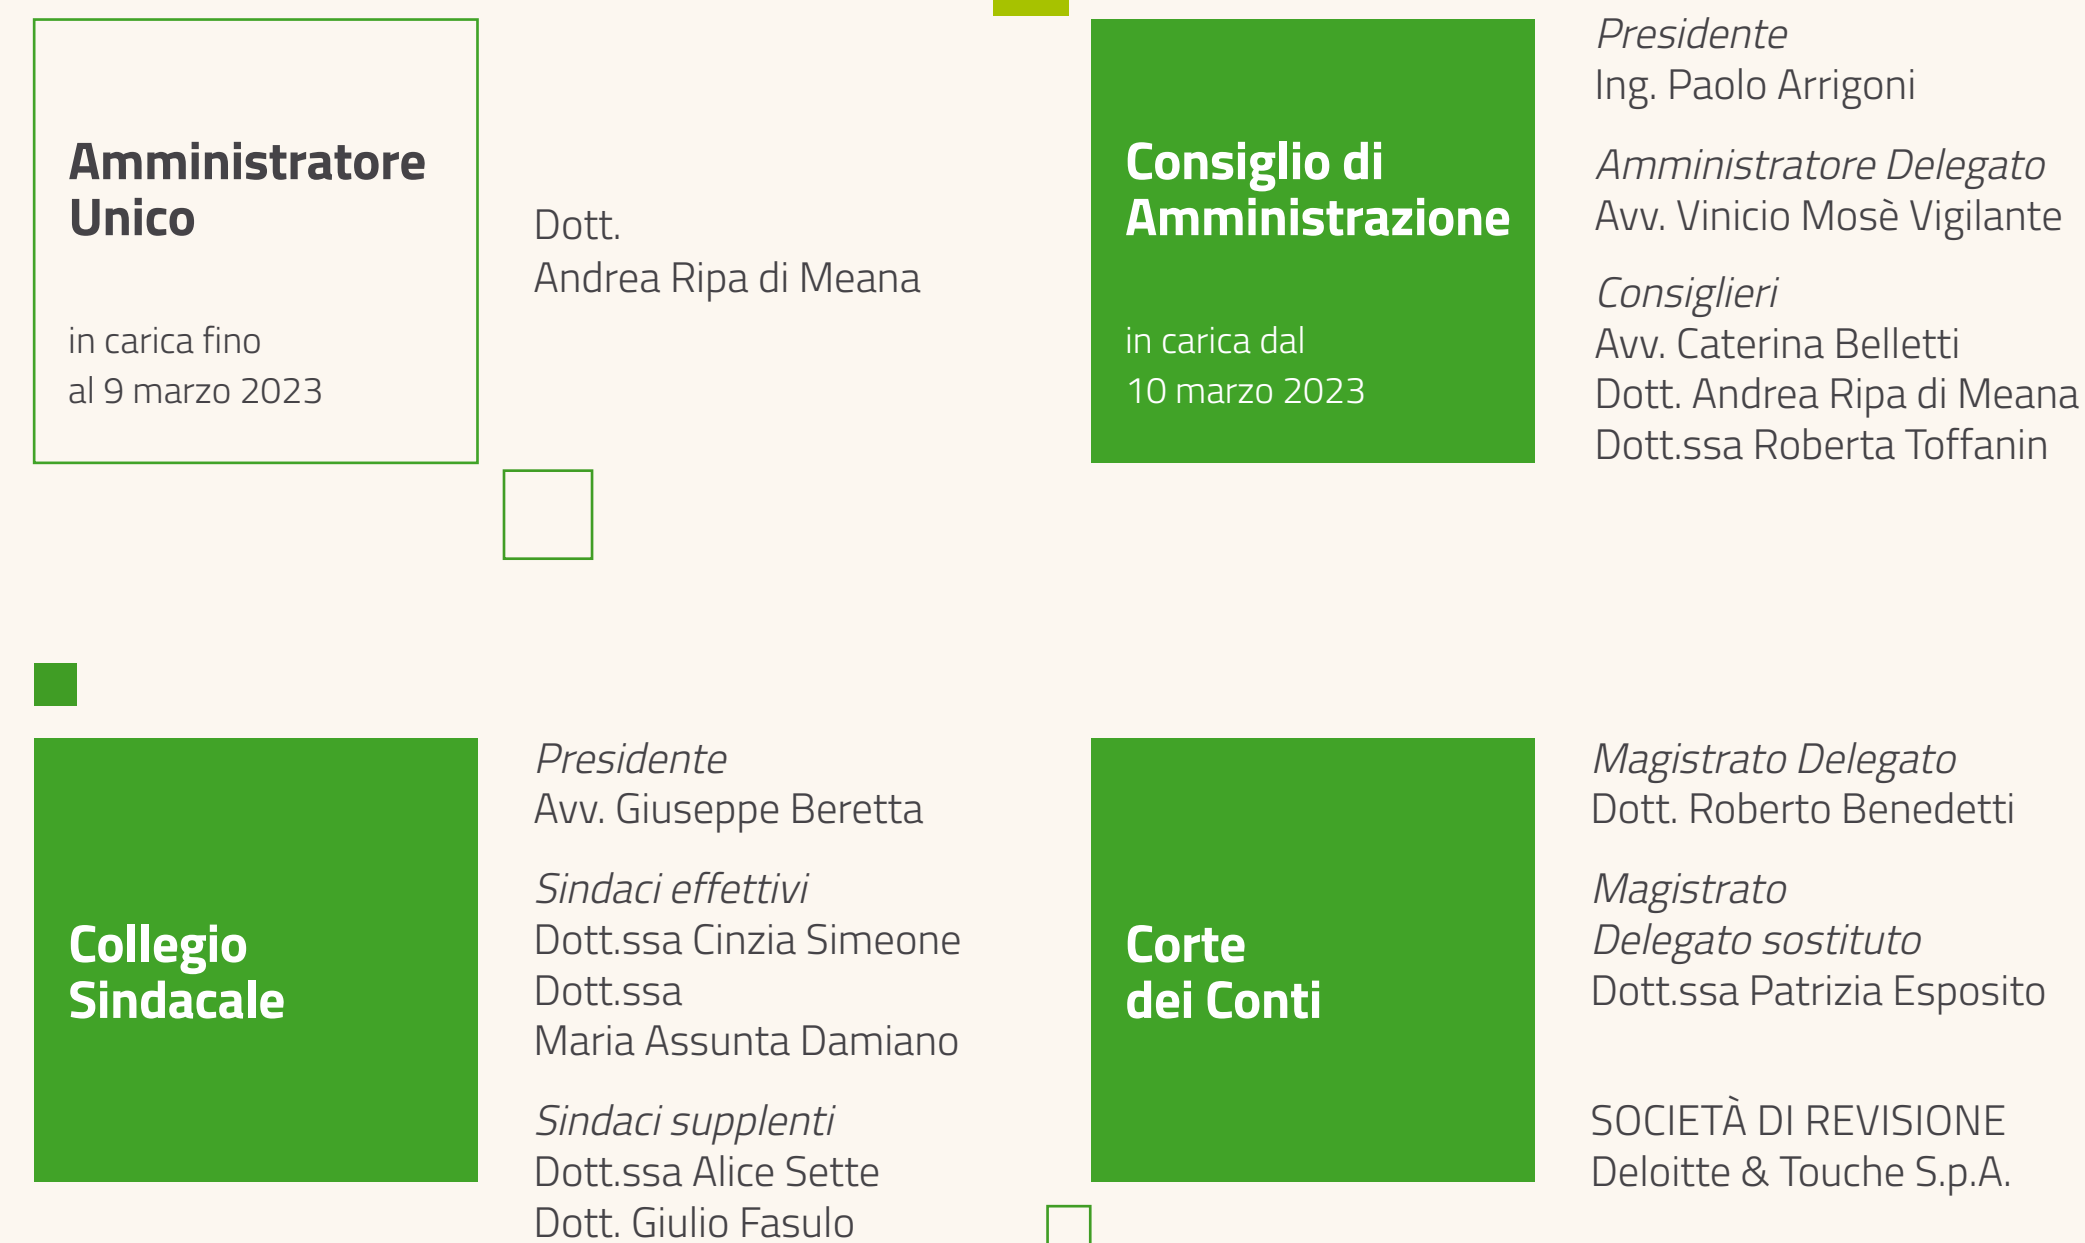 Amministratore
Unico
in carica fino
al 9 marzo 2023
Dott.
Andrea Ripa di Meana
Consiglio di
Amministrazione
in carica dal
10 marzo 2023
Presidente
Ing. Paolo Arrigoni
Amministratore Delegato
Avv. Vinicio Mosè Vigilante
Consiglieri
Avv. Caterina Belletti
Dott. Andrea Ripa di Meana
Dott.ssa Roberta Toffanin
Collegio
Sindacale
Presidente
Avv. Giuseppe Beretta
Sindaci effettivi
Dott.ssa Cinzia Simeone
Dott.ssa
Maria Assunta Damiano
Sindaci supplenti
Dott.ssa Alice Sette
Dott. Giulio Fasulo
Corte
dei Conti
Magistrato Delegato
Dott. Roberto Benedetti
Magistrato
Delegato sostituto
Dott.ssa Patrizia Esposito
SOCIETÀ DI REVISIONE
Deloitte & Touche S.p.A.